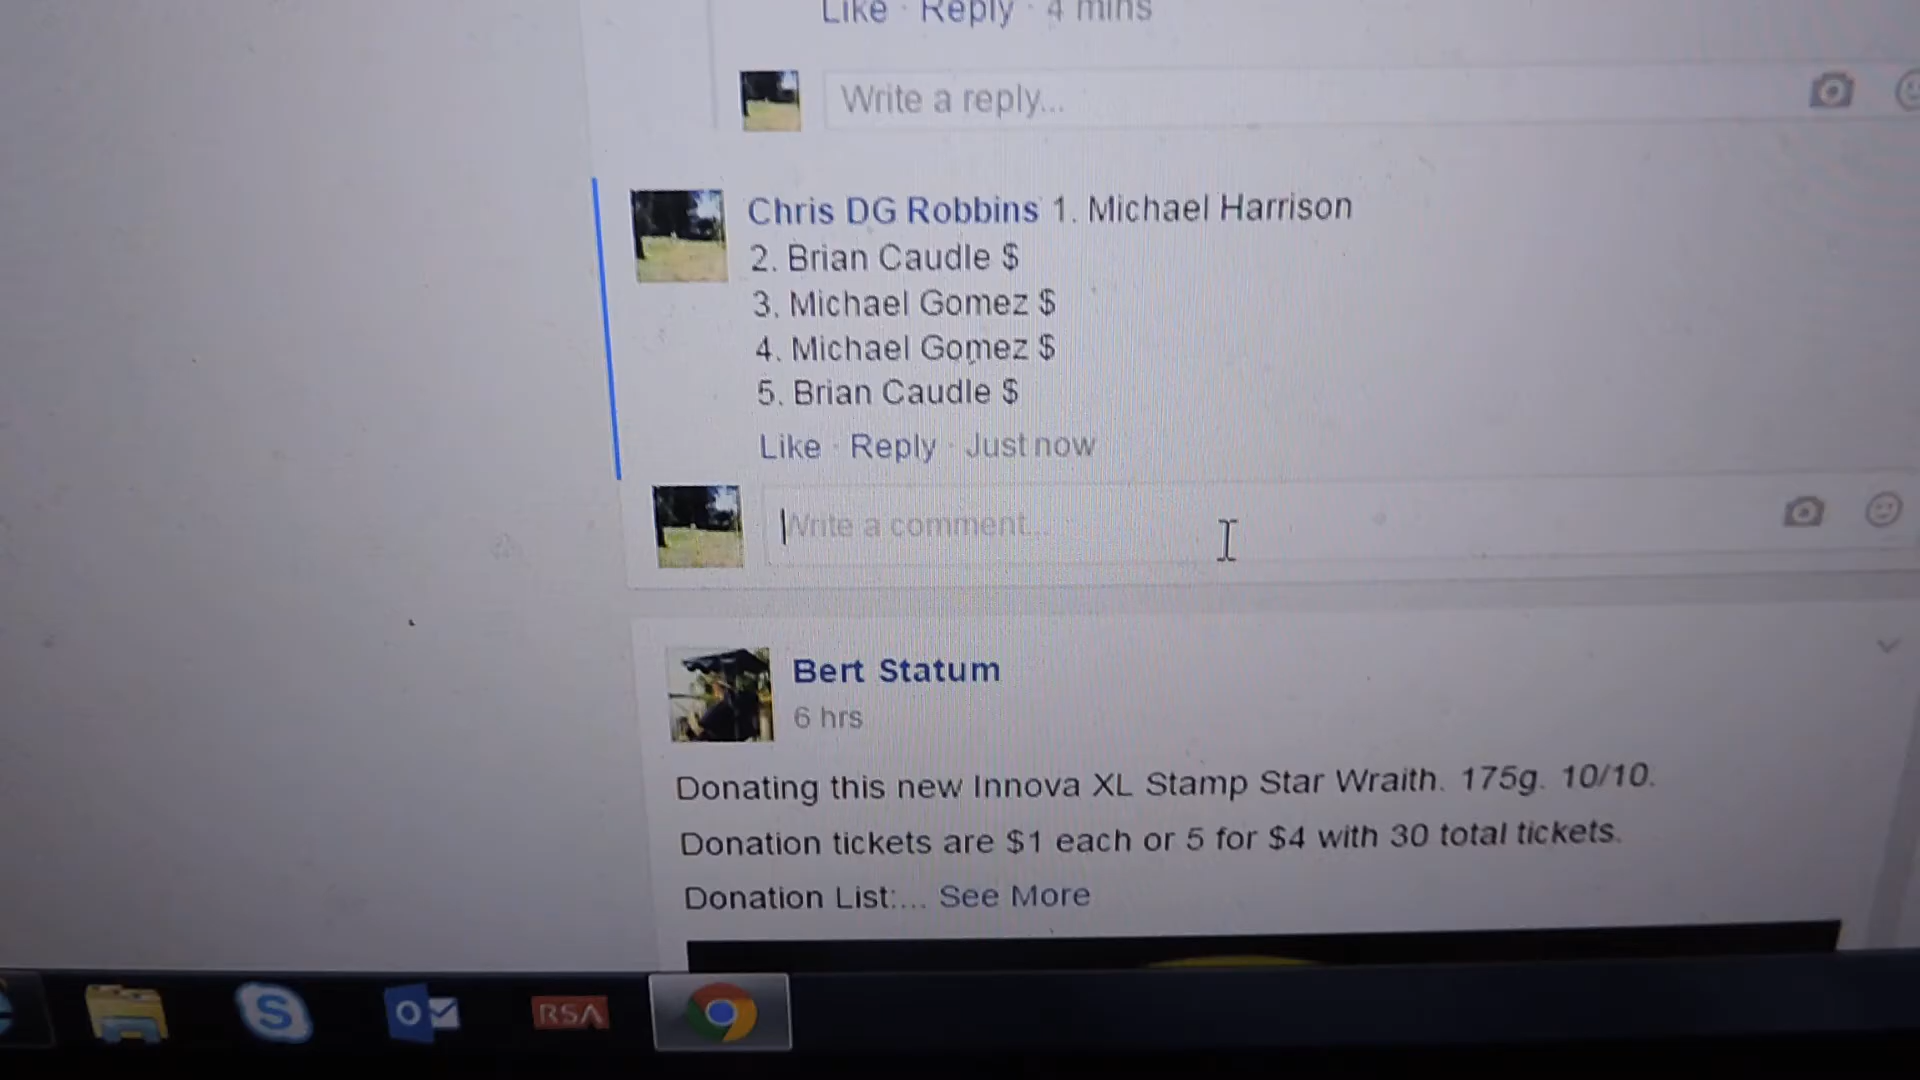 Like · Reply · 4 mins
Write a reply...
Chris DG Robbins 1. Michael Harrison
2. Brian Caudle $
3. Michael Gomez $
4. Michael Gomez $
5. Brian Caudle $
Like · Reply · Just now
Write a comment...
Bert Statum
6 hrs
Donating this new Innova XL Stamp Star Wraith. 175g. 10/10.
Donation tickets are $1 each or 5 for $4 with 30 total tickets.
Donation List:... See More
RSA